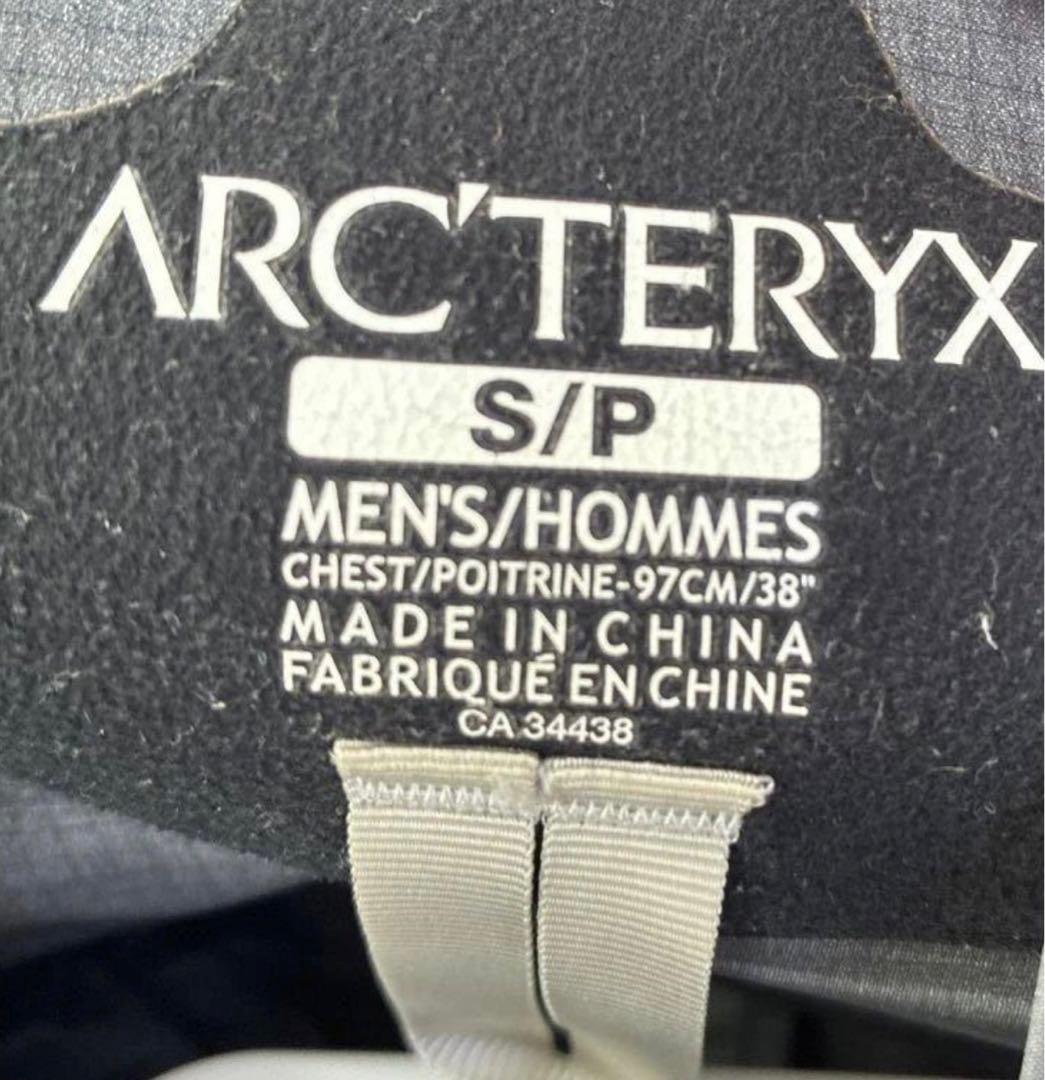 ARC'TERYX
S/P
MEN'S/HOMMES
CHEST/POITRINE-97CM/38"
MADE IN CHINA
FABRIQUÉ EN CHINE
CA 34438